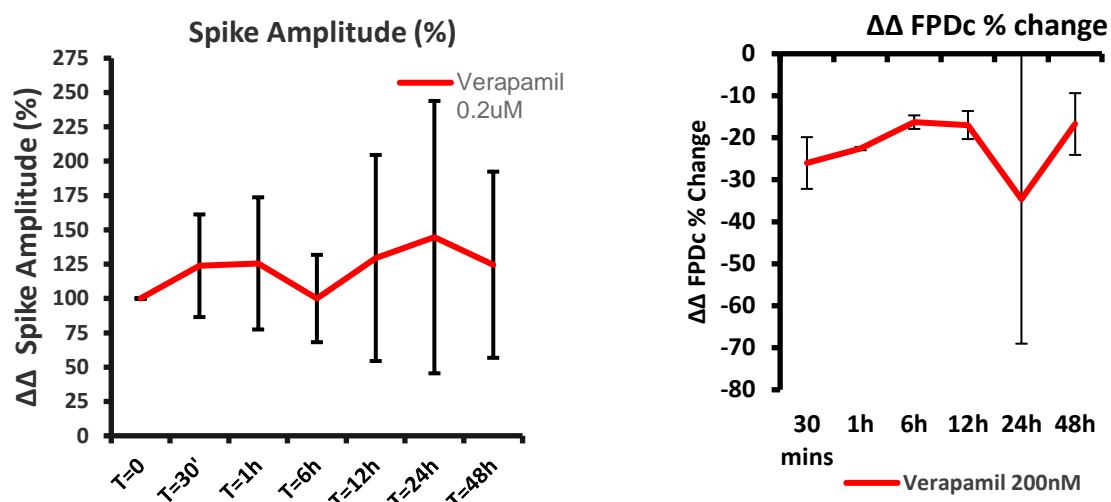 Spike Amplitude (%)
ΔΔ Spike Amplitude (%)
275
250
225
200
175
150
125
100
75
50
25
0
Verapamil
0.2uM
T=0
T=30'
T=1h
T=6h
T=12h
T=24h
T=48h
ΔΔ FPDc % change
ΔΔ FPDc % Change
0
-10
-20
-30
-40
-50
-60
-70
-80
30
mins
1h
6h
12h
24h
48h
Verapamil 200nM